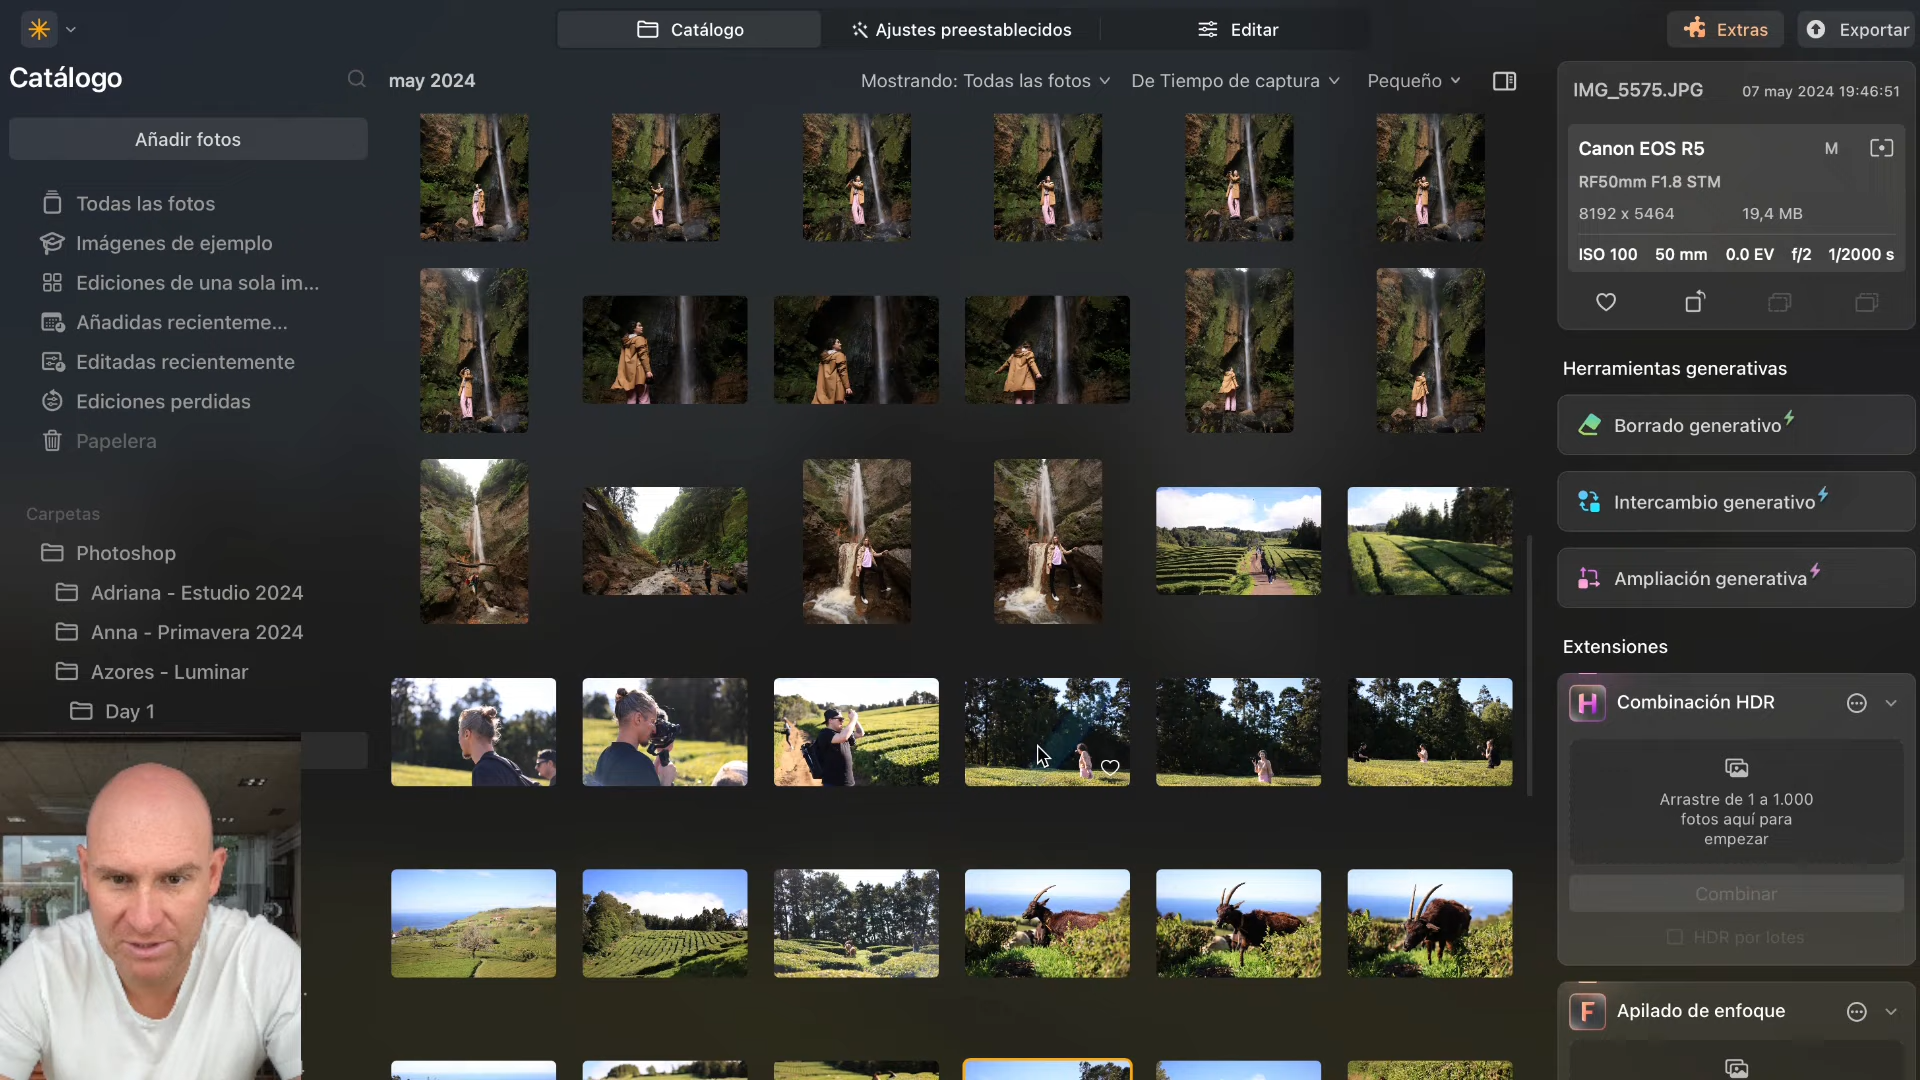 Catálogo
Ajustes preestablecidos
Editar
Extras
Exportar
Catálogo
may 2024
Mostrando: Todas las fotos
De Tiempo de captura
Pequeño
Añadir fotos
Todas las fotos
Imágenes de ejemplo
Ediciones de una sola im...
Añadidas recienteme...
Editadas recientemente
Ediciones perdidas
Papelera
Carpetas
Photoshop
Adriana - Estudio 2024
Anna - Primavera 2024
Azores - Luminar
Day 1
IMG_5575.JPG
07 may 2024 19:46:51
Canon EOS R5
M
RF50mm F1.8 STM
8192 x 5464
19,4 MB
ISO 100
50 mm
0.0 EV
f/2
1/2000 s
Herramientas generativas
Borrado generativo
Intercambio generativo
Ampliación generativa
Extensiones
H
Combinación HDR
Arrastre de 1 a 1.000
fotos aquí para
empezar
Combinar
HDR por lotes
F
Apilado de enfoque